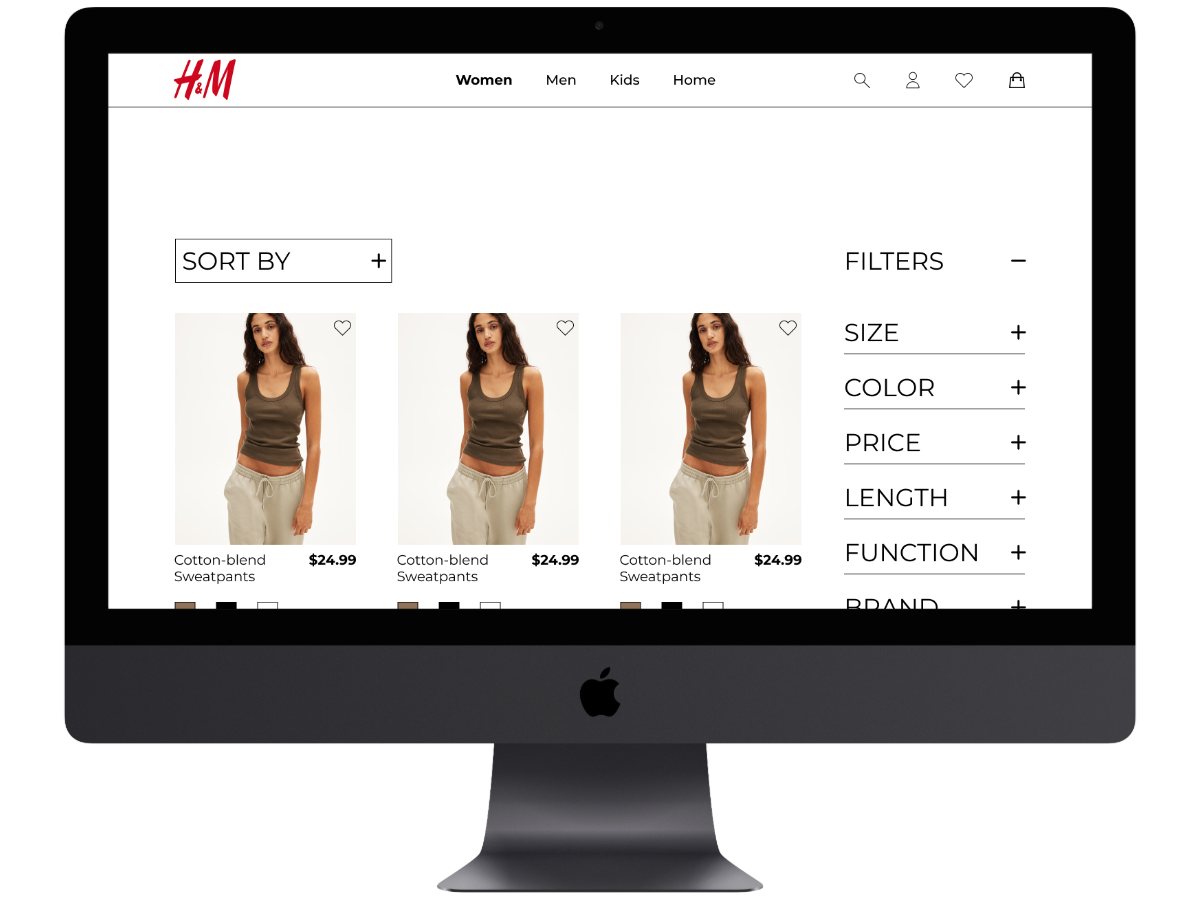 H&M
Women Men Kids Home
SORT BY +
FILTERS −
SIZE +
COLOR +
PRICE +
LENGTH +
FUNCTION +
Cotton-blend $24.99
Sweatpants
Cotton-blend $24.99
Sweatpants
Cotton-blend $24.99
Sweatpants
BRAND +